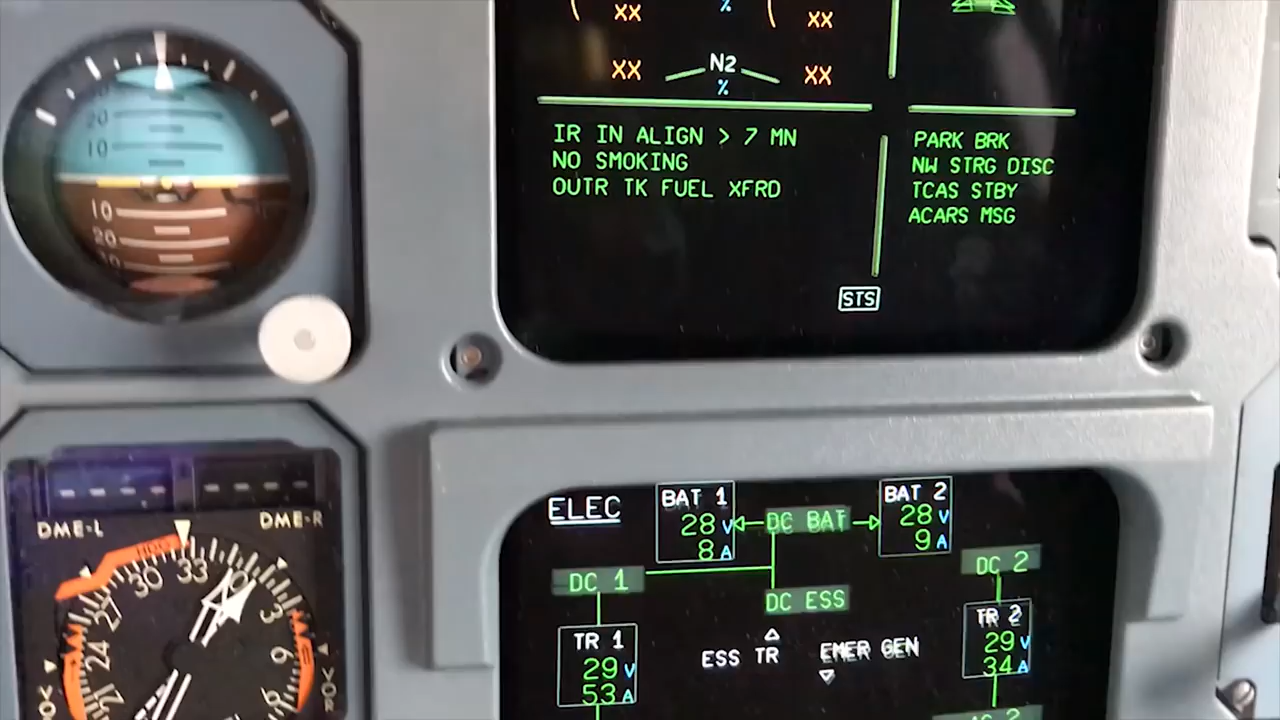 XX % XX
XX N2 XX
%
IR IN ALIGN > 7 MN
NO SMOKING
OUTR TK FUEL XFRD
PARK BRK
NW STRG DISC
TCAS STBY
ACARS MSG
STS
20
10
10
20
DME-L
DME-R
30
33
0
3
27
24
6
VOR
ELEC
BAT 1
28 V
8 A
DC BAT
BAT 2
28 V
9 A
DC 1
DC 2
DC ESS
TR 1
29 V
53 A
ESS TR
EMER GEN
TR 2
29 V
34 A